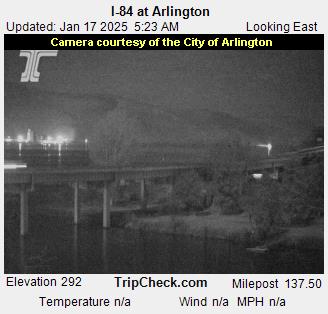 I-84 at Arlington
Updated: Jan 17 2025 5:23 AM Looking East
Camera courtesy of the City of Arlington
Elevation 292 TripCheck.com Milepost 137.50
Temperature n/a Wind n/a MPH n/a